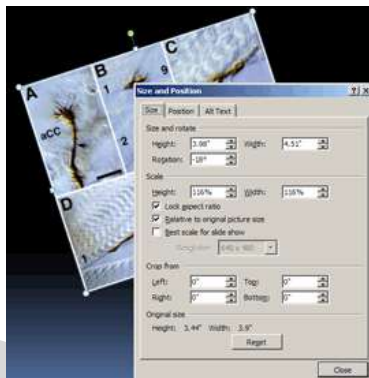 A
B
C
1
9
aCC
2
D
1
Size and Position
Size
Position
Alt Text
Size and rotate
Height: 3.98" Width: 4.51"
Rotation: -18°
Scale
Height: 116% Width: 116%
Lock aspect ratio
Relative to original picture size
Best scale for slide show
Resolution: 640 x 480
Crop from
Left: 0" Top: 0"
Right: 0" Bottom: 0"
Original size
Height: 3.44" Width: 3.9"
Reset
Close